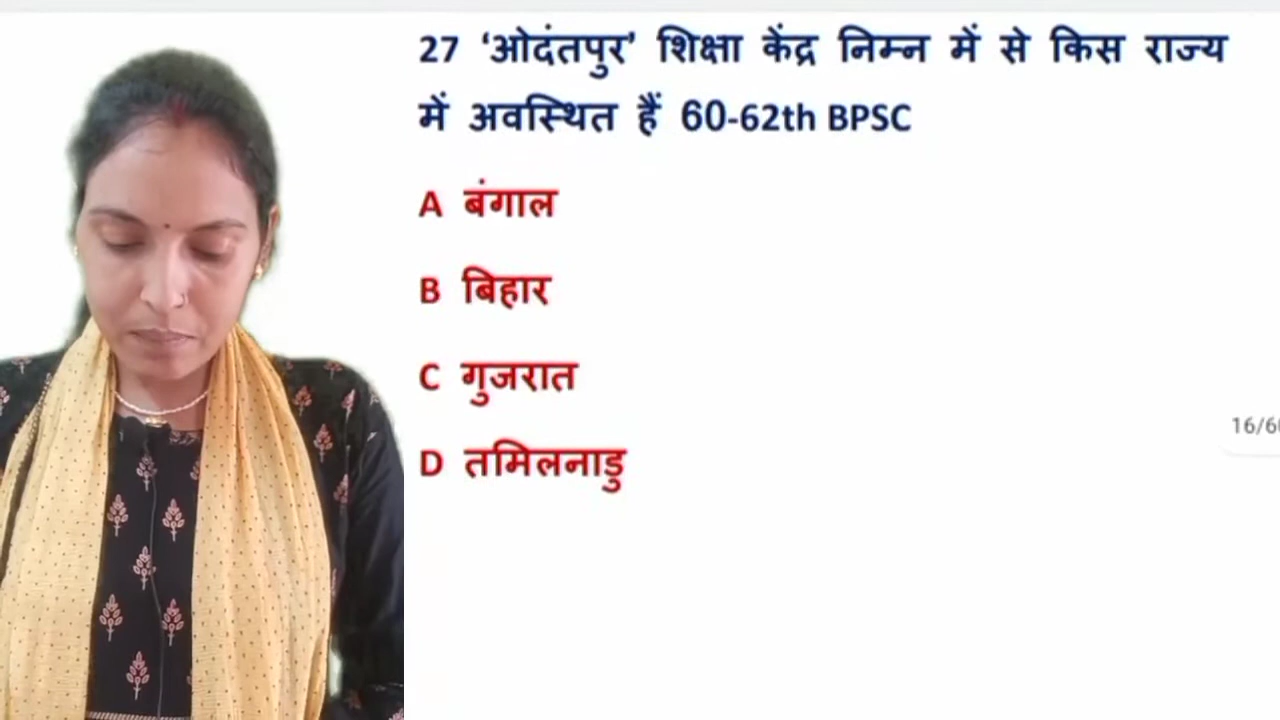 27 ‘ओदंतपुर’ शिक्षा केंद्र निम्न में से किस राज्य
में अवस्थित हैं 60-62th BPSC
A बंगाल
B बिहार
C गुजरात
D तमिलनाडु